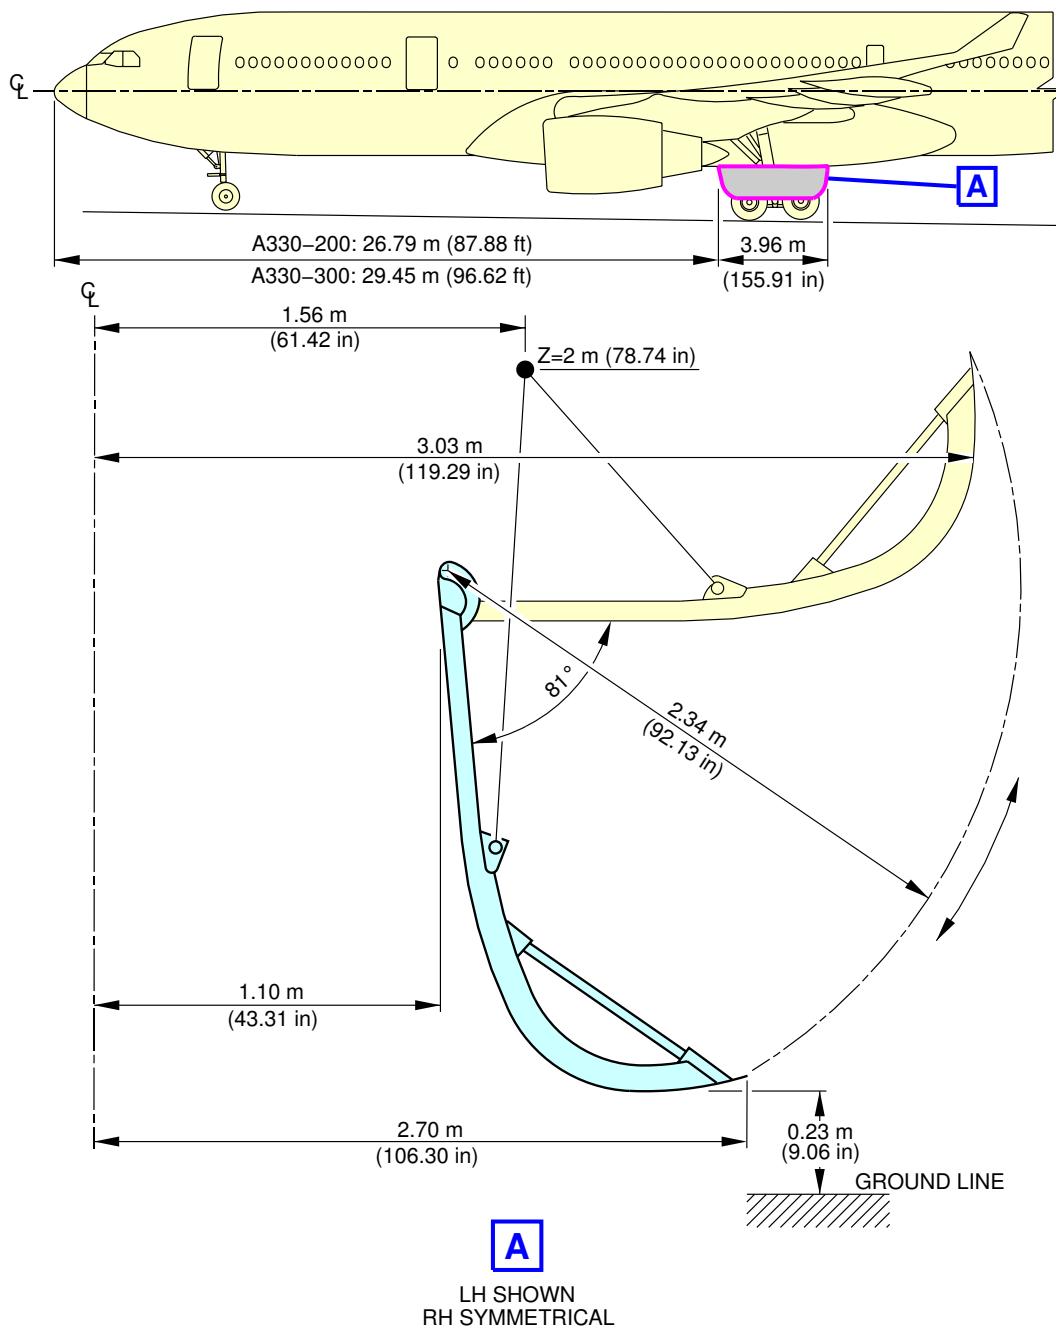 ℄
A
A330−200: 26.79 m (87.88 ft)
A330−300: 29.45 m (96.62 ft)
3.96 m
(155.91 in)
℄
1.56 m
(61.42 in)
Z=2 m (78.74 in)
3.03 m
(119.29 in)
81°
2.34 m
(92.13 in)
1.10 m
(43.31 in)
2.70 m
(106.30 in)
0.23 m
(9.06 in)
GROUND LINE
A
LH SHOWN
RH SYMMETRICAL